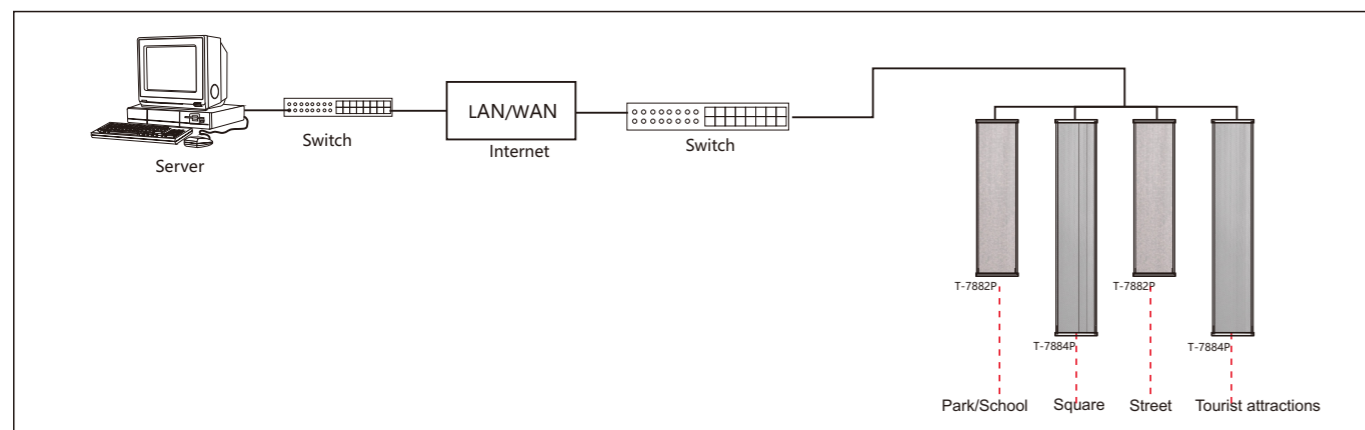 Server
Switch
LAN/WAN
Internet
Switch
T-7882P
T-7884P
T-7882P
T-7884P
Park/School
Square
Street
Tourist attractions